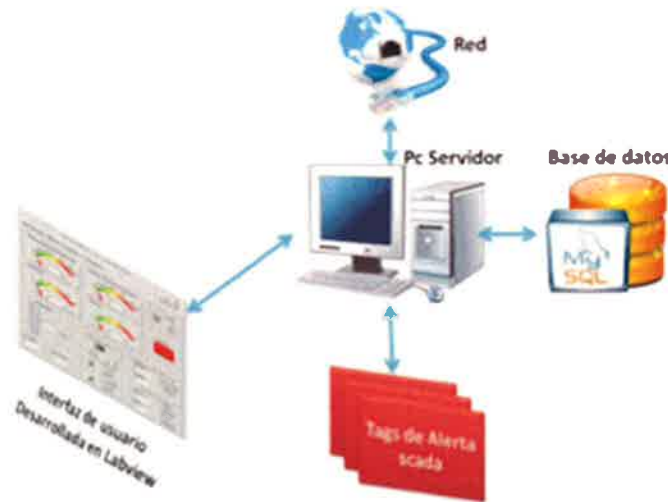 Red
Pc Servidor
Base de datos
My
SQL
Interfaz de usuario
Desarrollada en Labview
Tags de Alerta
scada